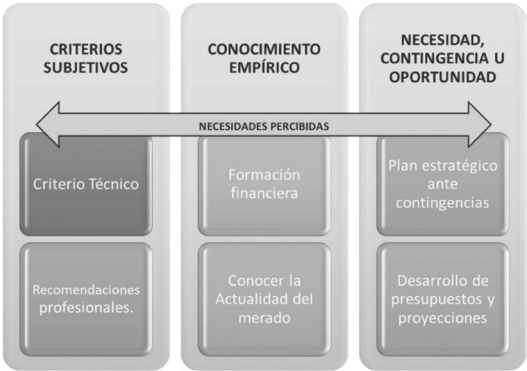 CRITERIOS
SUBJETIVOS
CONOCIMIENTO
EMPÍRICO
NECESIDAD,
CONTINGENCIA U
OPORTUNIDAD
NECESIDADES PERCIBIDAS
Criterio Técnico
Formación
financiera
Plan estratégico
ante
contingencias
Recomendaciones
profesionales.
Conocer la
Actualidad del
merado
Desarrollo de
presupuestos y
proyecciones